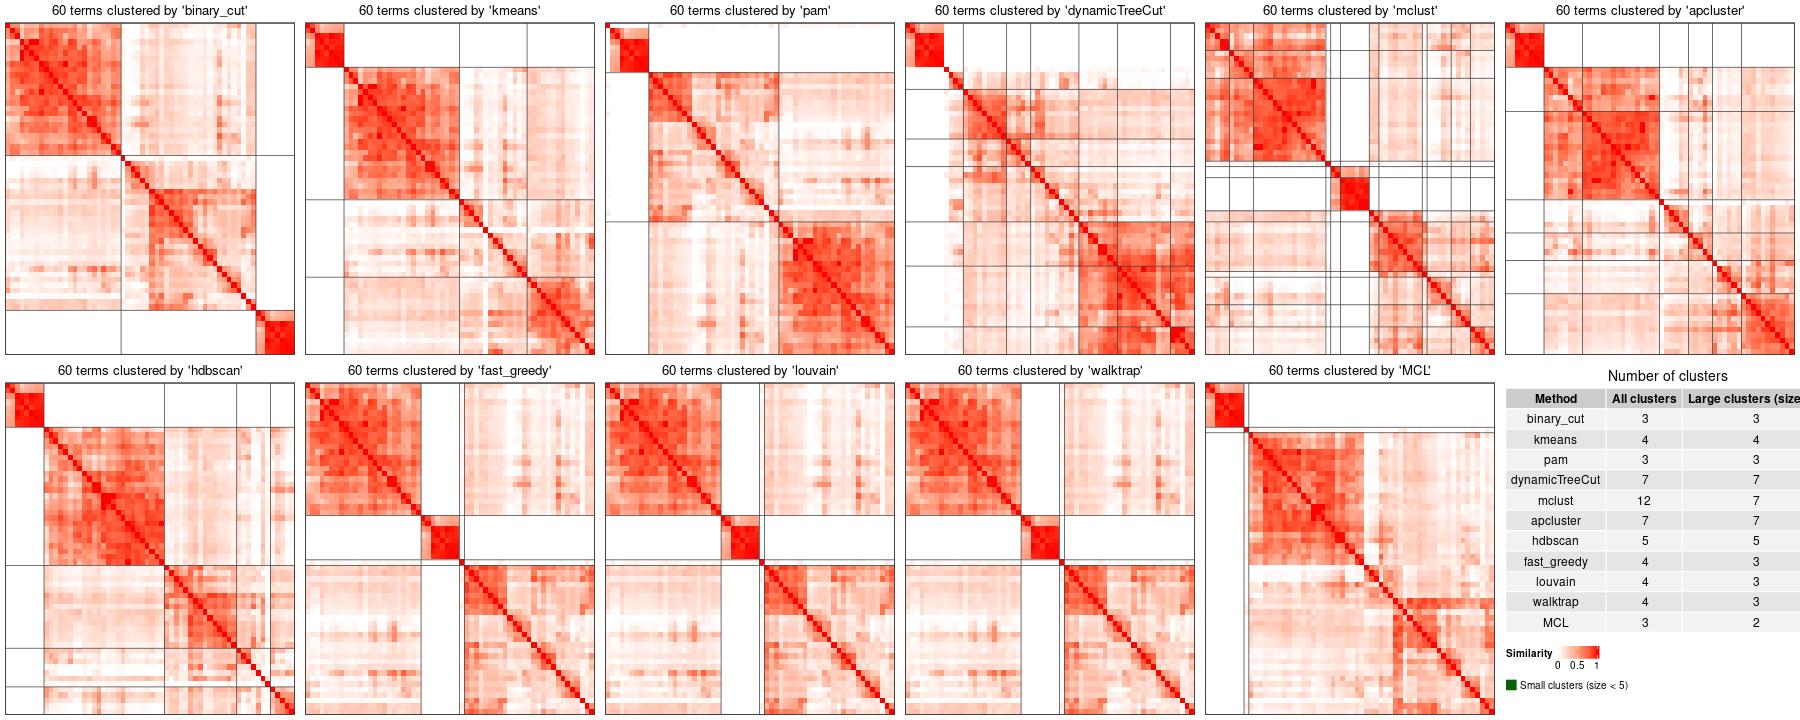 60 terms clustered by 'binary_cut'
60 terms clustered by 'kmeans'
60 terms clustered by 'pam'
60 terms clustered by 'dynamicTreeCut'
60 terms clustered by 'mclust'
60 terms clustered by 'apcluster'
60 terms clustered by 'hdbscan'
60 terms clustered by 'fast_greedy'
60 terms clustered by 'louvain'
60 terms clustered by 'walktrap'
60 terms clustered by 'MCL'
Number of clusters
Method All clusters Large clusters (size
binary_cut 3 3
kmeans 4 4
pam 3 3
dynamicTreeCut 7 7
mclust 12 7
apcluster 7 7
hdbscan 5 5
fast_greedy 4 3
louvain 4 3
walktrap 4 3
MCL 3 2
Similarity
0 0.5 1
Small clusters (size < 5)